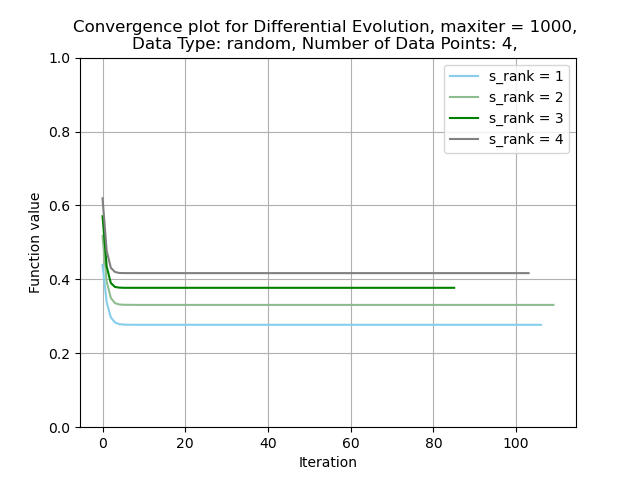 Convergence plot for Differential Evolution, maxiter = 1000,
Data Type: random, Number of Data Points: 4,
s_rank = 1
s_rank = 2
s_rank = 3
s_rank = 4
Function value
1.0
0.8
0.6
0.4
0.2
0.0
0 20 40 60 80 100
Iteration